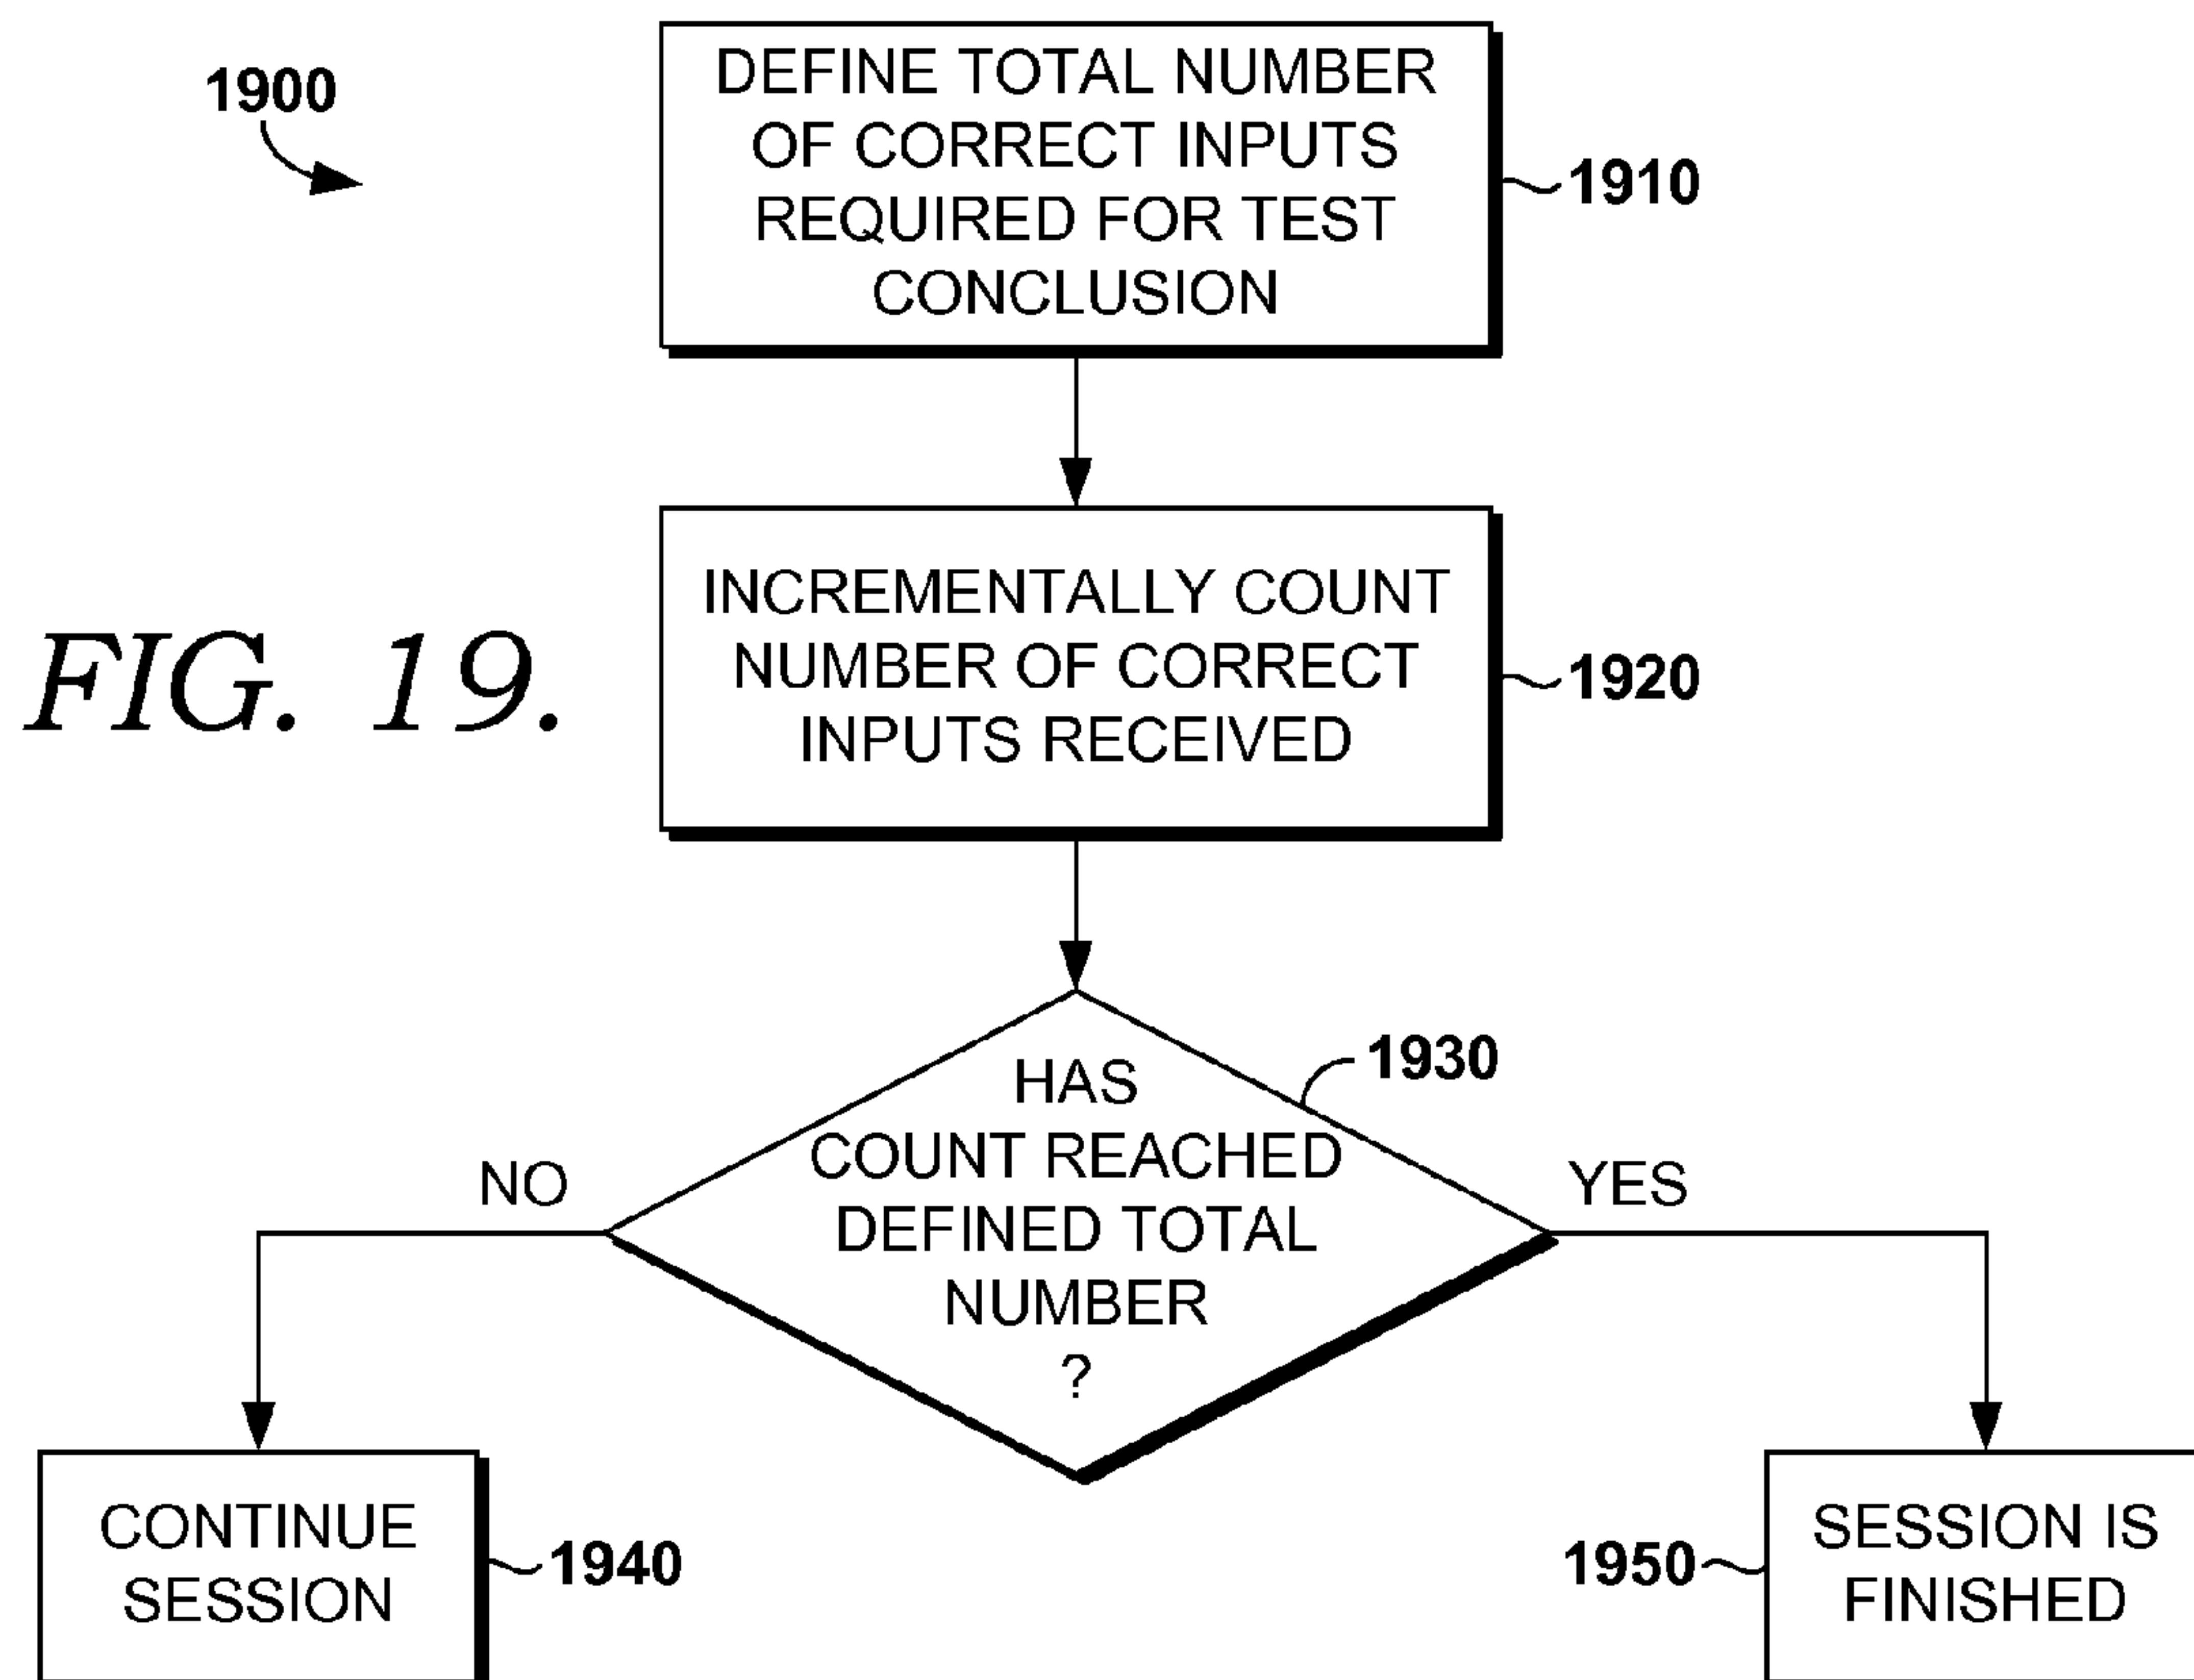 1900
DEFINE TOTAL NUMBER
OF CORRECT INPUTS
REQUIRED FOR TEST
CONCLUSION
1910
FIG. 19.
INCREMENTALLY COUNT
NUMBER OF CORRECT
INPUTS RECEIVED
1920
HAS
COUNT REACHED
DEFINED TOTAL
NUMBER
?
1930
NO
YES
CONTINUE
SESSION
1940
1950
SESSION IS
FINISHED